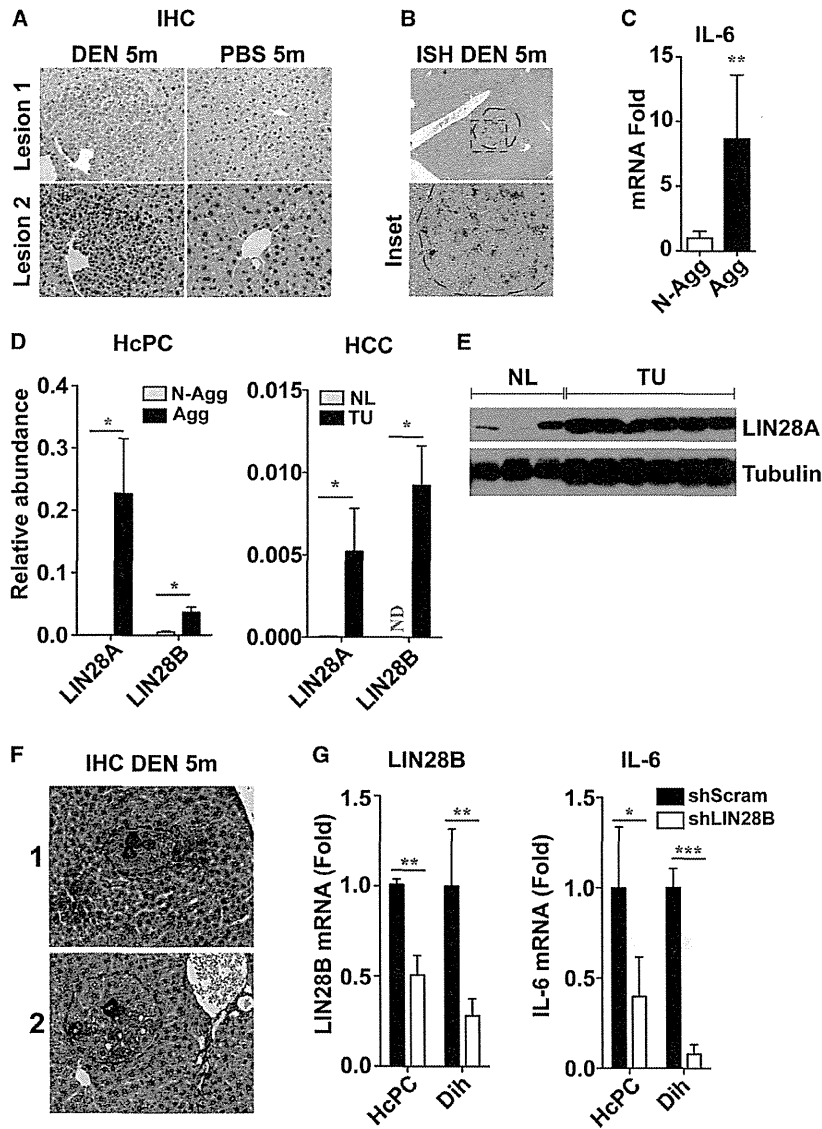 A
IHC
DEN 5m
PBS 5m
Lesion 1
Lesion 2
B
ISH DEN 5m
Inset
C
IL-6
mRNA Fold
15
10
5
0
**
N-Agg
Agg
D
HcPC
Relative abundance
0.4
0.3
0.2
0.1
0.0
N-Agg
Agg
*
*
LIN28A
LIN28B
HCC
0.015
0.010
0.005
0.000
NL
TU
*
*
ND
LIN28A
LIN28B
E
NL
TU
LIN28A
Tubulin
F
IHC DEN 5m
1
2
G
LIN28B
LIN28B mRNA (Fold)
1.5
1.0
0.5
0.0
**
**
HcPC
Dih
IL-6
IL-6 mRNA (Fold)
1.5
1.0
0.5
0.0
shScram
shLIN28B
*
***
HcPC
Dih